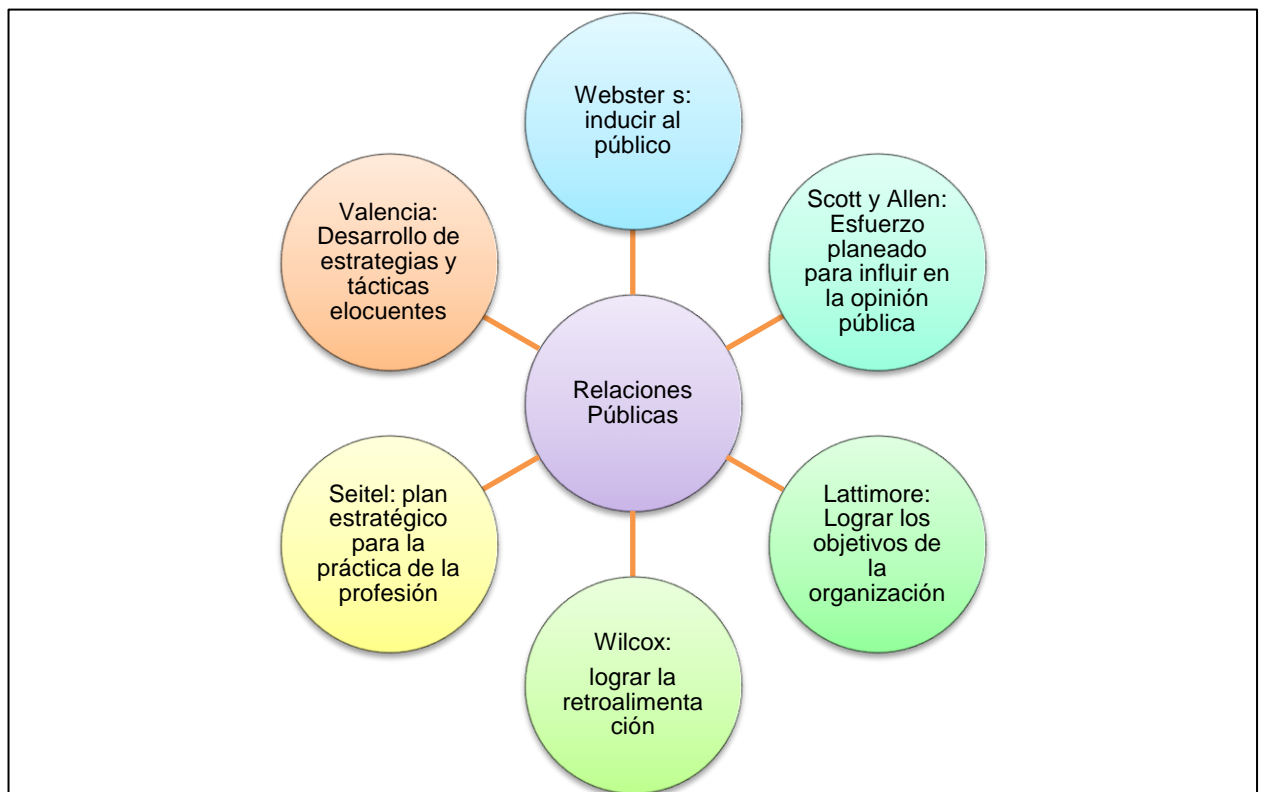 Webster s:
inducir al
público
Scott y Allen:
Esfuerzo
planeado
para influir en
la opinión
pública
Lattimore:
Lograr los
objetivos de
la
organización
Wilcox:
lograr la
retroalimenta
ción
Seitel: plan
estratégico
para la
práctica de la
profesión
Valencia:
Desarrollo de
estrategias y
tácticas
elocuentes
Relaciones
Públicas